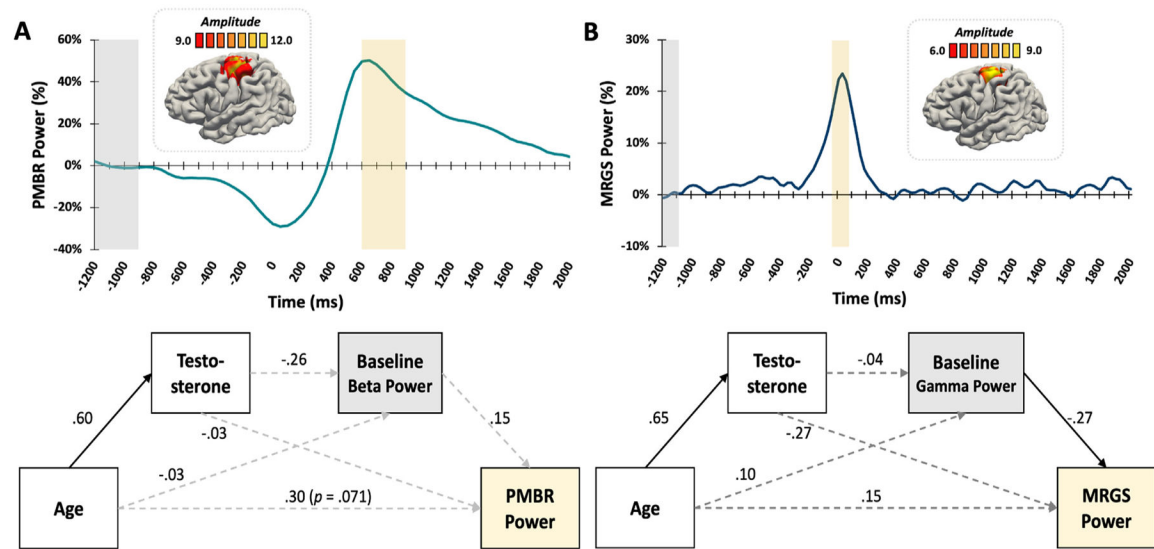 A
Amplitude
9.0 12.0
PMBR Power (%)
60%
40%
20%
0%
-20%
-40%
-1200 -1000 -800 -600 -400 -200 0 200 400 600 800 1000 1200 1400 1600 1800 2000
Time (ms)
Testo-
sterone
-.26
Baseline
Beta Power
.60
-.03
.15
-.03
Age
.30 (p = .071)
PMBR
Power
B
Amplitude
6.0 9.0
MRGS Power (%)
30%
20%
10%
0%
-10%
-1200 -1000 -800 -600 -400 -200 0 200 400 600 800 1000 1200 1400 1600 1800 2000
Time (ms)
Testo-
sterone
-.04
Baseline
Gamma Power
.65
-.27
-.27
.10
Age
.15
MRGS
Power